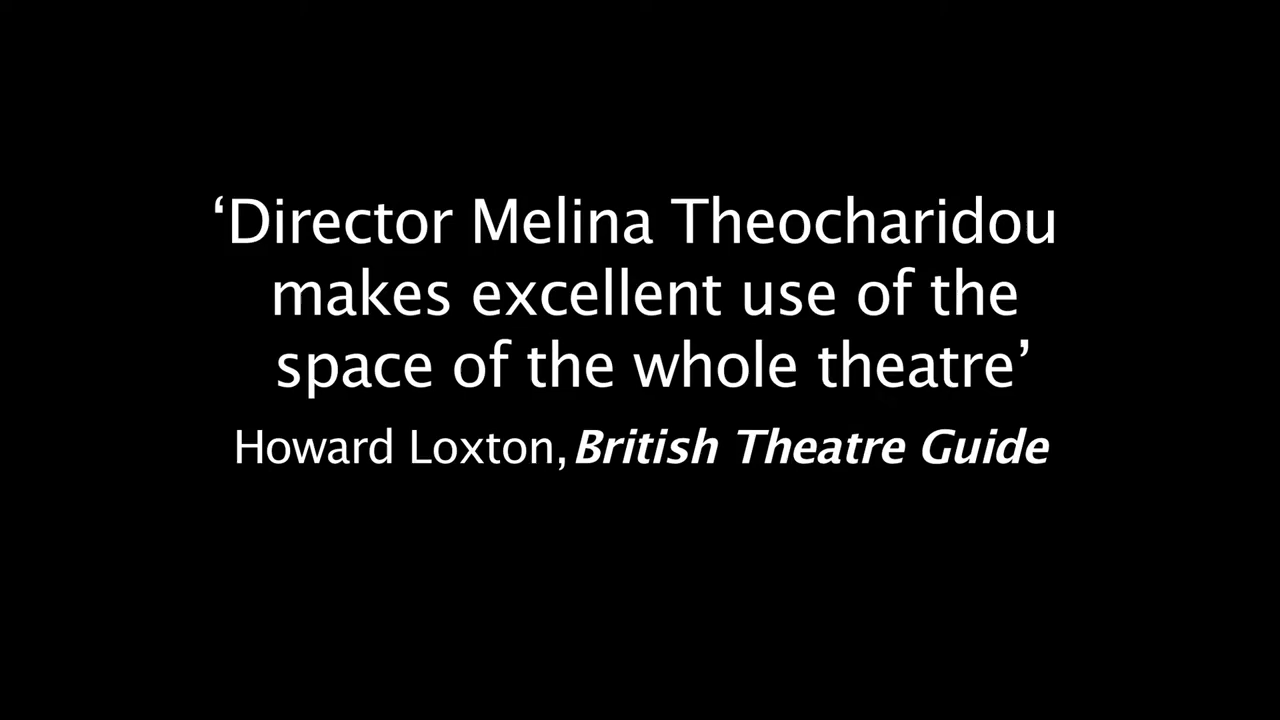 ‘Director Melina Theocharidou
makes excellent use of the
space of the whole theatre’
Howard Loxton, British Theatre Guide